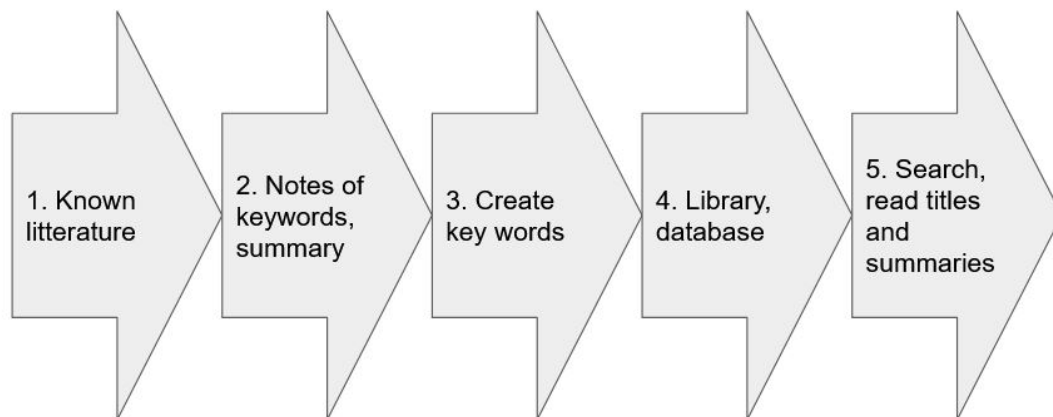 1. Known
litterature
2. Notes of
keywords,
summary
3. Create
key words
4. Library,
database
5. Search,
read titles
and
summaries